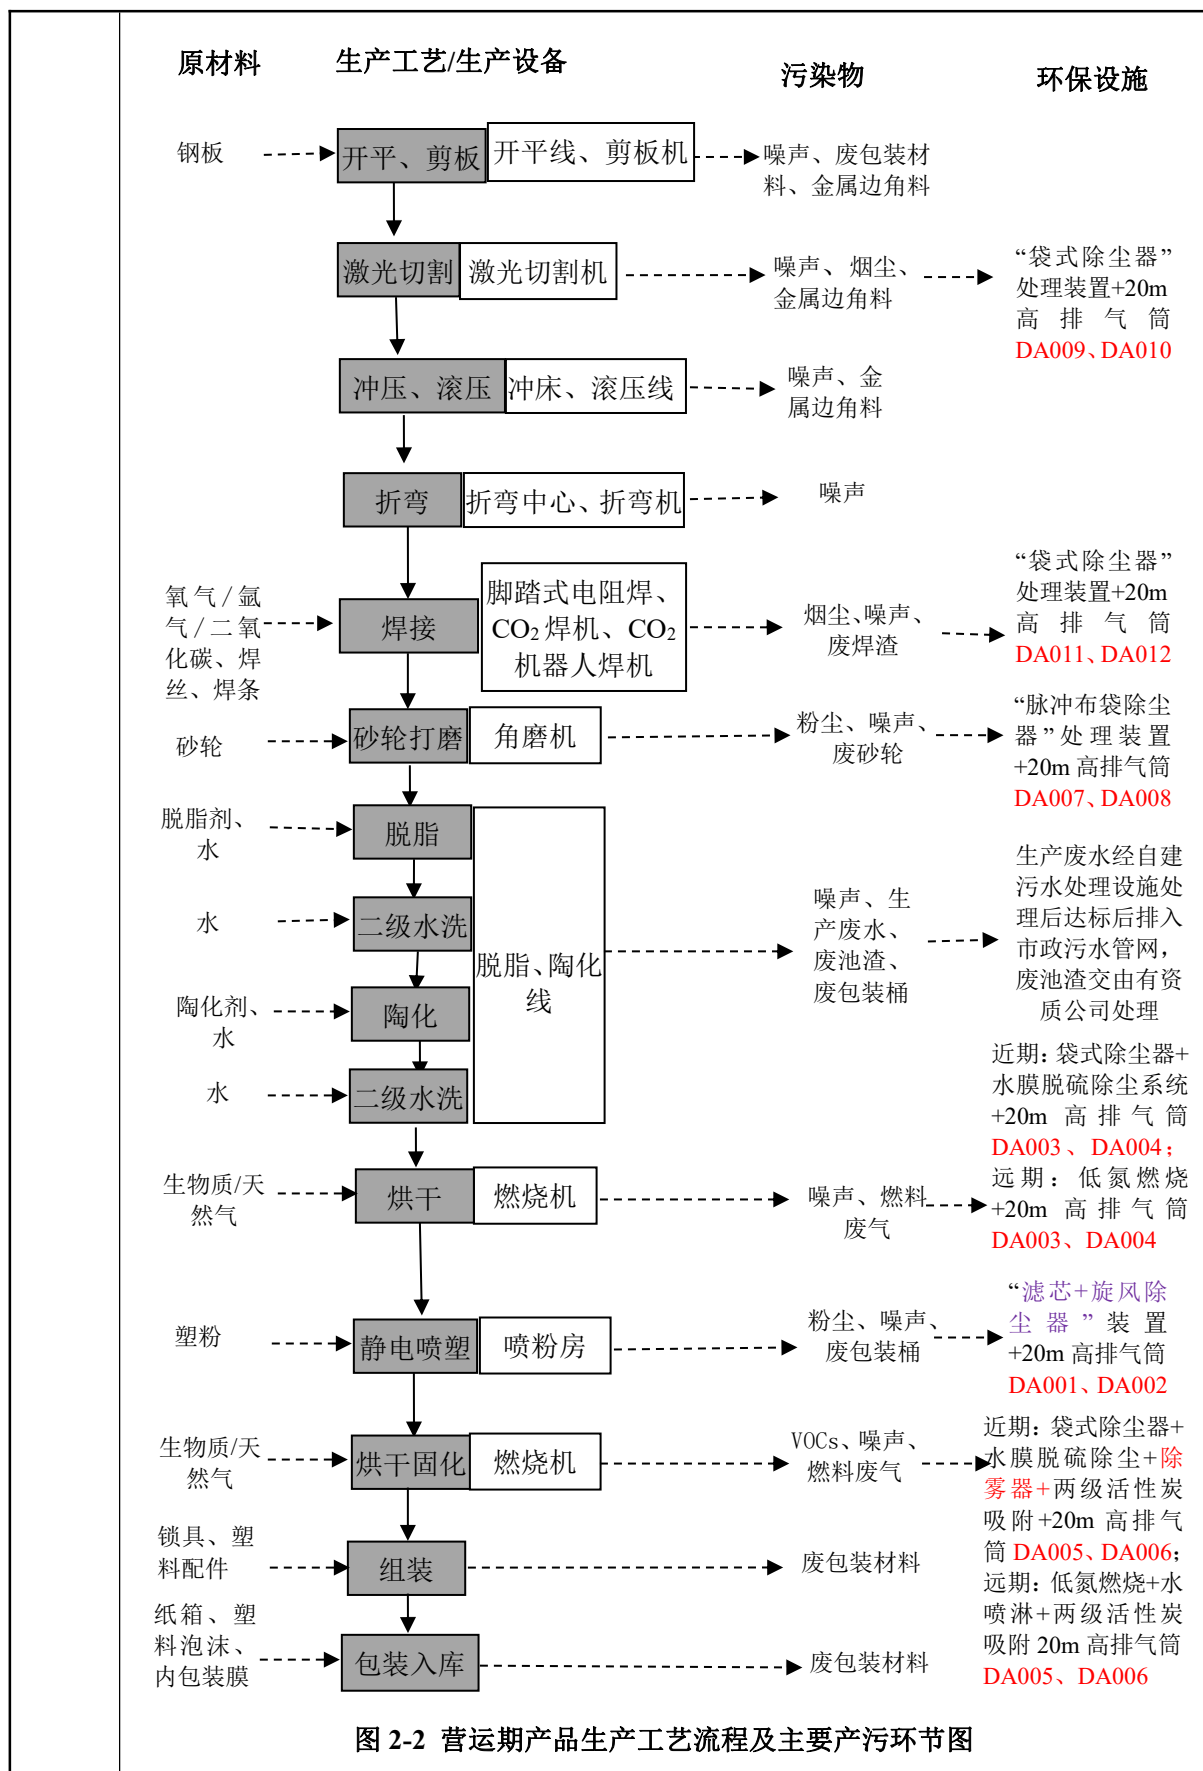 原材料
生产工艺/生产设备
污染物
环保设施
钢板
开平、剪板
开平线、剪板机
噪声、废包装材
料、金属边角料
激光切割
激光切割机
噪声、烟尘、
金属边角料
“袋式除尘器”
处理装置+20m
高排气筒
DA009、DA010
冲压、滚压
冲床、滚压线
噪声、金
属边角料
折弯
折弯中心、折弯机
噪声
氧气/氩
气/二氧
化碳、焊
丝、焊条
焊接
脚踏式电阻焊、
CO₂焊机、CO₂
机器人焊机
烟尘、噪声、
废焊渣
“袋式除尘器”
处理装置+20m
高排气筒
DA011、DA012
砂轮
砂轮打磨
角磨机
粉尘、噪声、
废砂轮
“脉冲布袋除尘
器”处理装置
+20m高排气筒
DA007、DA008
脱脂剂、
水
脱脂
水
二级水洗
陶化剂、
水
陶化
水
二级水洗
脱脂、陶化
线
噪声、生
产废水、
废池渣、
废包装桶
生产废水经自建
污水处理设施处
理后达标后排入
市政污水管网，
废池渣交由有资
质公司处理
生物质/天
然气
烘干
燃烧机
噪声、燃料
废气
近期：袋式除尘器+
水膜脱硫除尘系统
+20m高排气筒
DA003、DA004；
远期：低氮燃烧
+20m高排气筒
DA003、DA004
塑粉
静电喷塑
喷粉房
粉尘、噪声、
废包装桶
“滤芯+旋风除
尘器”装置
+20m高排气筒
DA001、DA002
生物质/天
然气
烘干固化
燃烧机
VOCs、噪声、
燃料废气
近期：袋式除尘器+
水膜脱硫除尘+除
雾器+两级活性炭
吸附+20m高排气
筒DA005、DA006；
远期：低氮燃烧+水
喷淋+两级活性炭
吸附20m高排气筒
DA005、DA006
锁具、塑
料配件
组装
废包装材料
纸箱、塑
料泡沫、
内包装膜
包装入库
废包装材料
图 2-2 营运期产品生产工艺流程及主要产污环节图